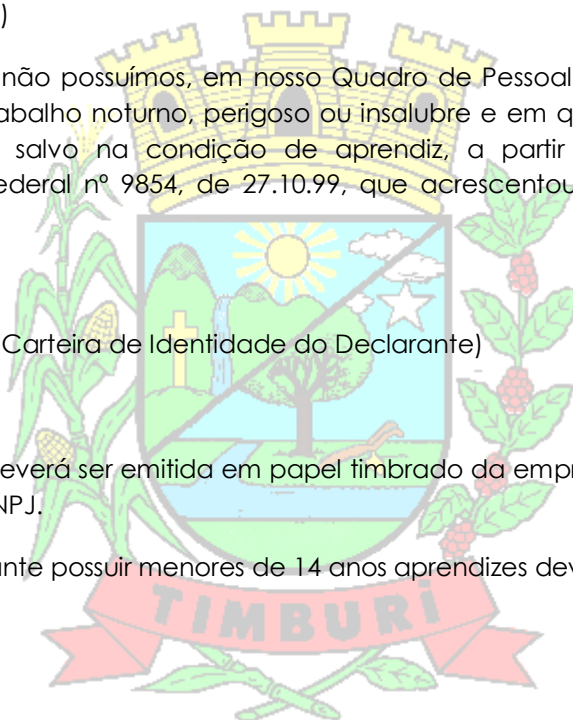 )
não possuímos, em nosso Quadro de Pessoal
abalho noturno, perigoso ou insalubre e em q
salvo na condição de aprendiz, a partir
ederal nº 9854, de 27.10.99, que acrescentou
Carteira de Identidade do Declarante)
everá ser emitida em papel timbrado da empr
NPJ.
ante possuir menores de 14 anos aprendizes dev
TIMBURI